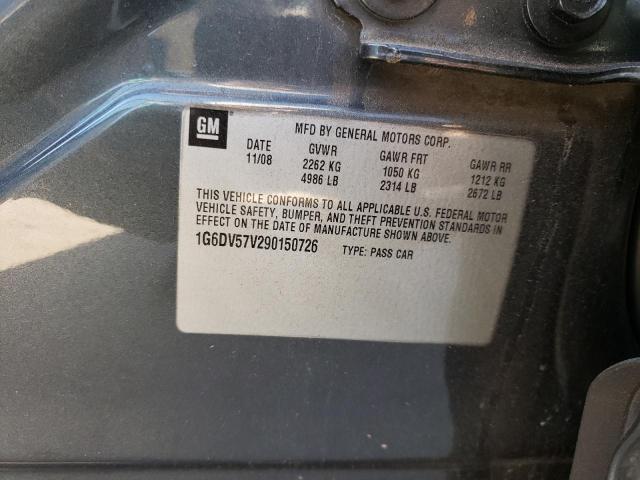 GM
MFD BY GENERAL MOTORS CORP.
DATE GVWR GAWR FRT GAWR RR
11/08 2262 KG 1050 KG 1212 KG
4986 LB 2314 LB 2672 LB
THIS VEHICLE CONFORMS TO ALL APPLICABLE U.S. FEDERAL MOTOR
VEHICLE SAFETY, BUMPER, AND THEFT PREVENTION STANDARDS IN
EFFECT ON THE DATE OF MANUFACTURE SHOWN ABOVE.
1G6DV57V290150726 TYPE: PASS CAR